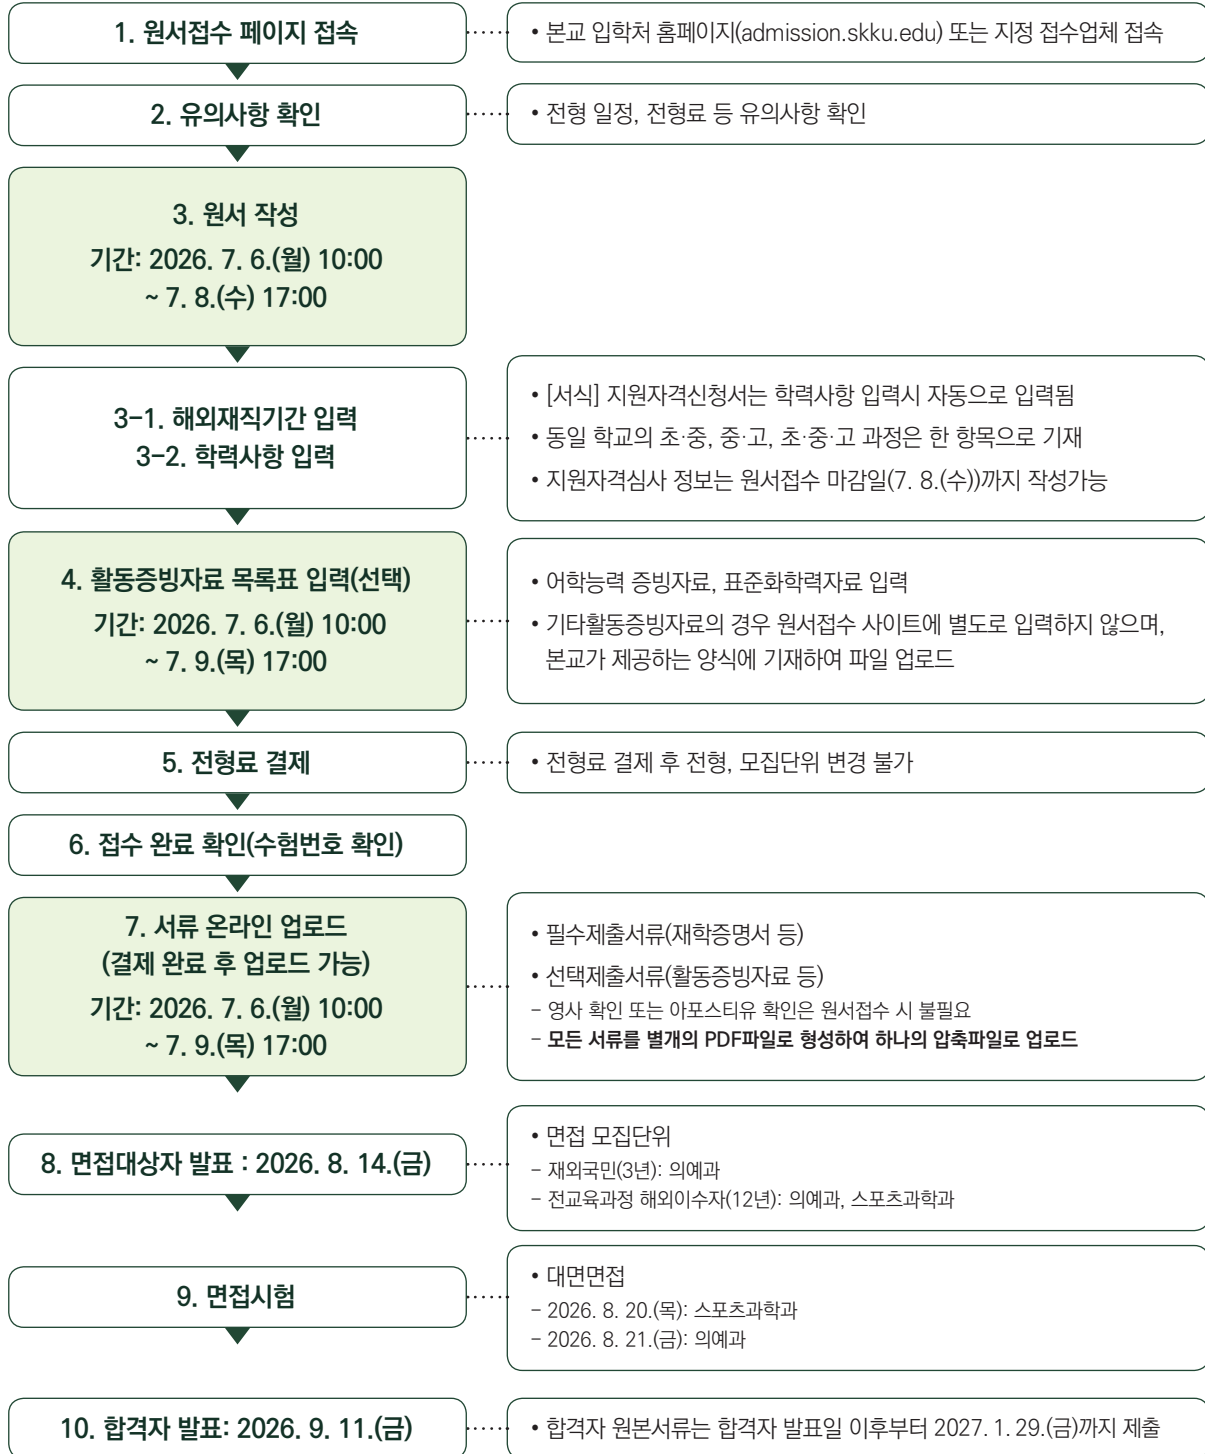 1. 원서접수 페이지 접속
• 본교 입학처 홈페이지(admission.skku.edu) 또는 지정 접수업체 접속
2. 유의사항 확인
• 전형 일정, 전형료 등 유의사항 확인
3. 원서 작성
기간: 2026. 7. 6.(월) 10:00
~ 7. 8.(수) 17:00
3-1. 해외재직기간 입력
3-2. 학력사항 입력
• [서식] 지원자격신청서는 학력사항 입력시 자동으로 입력됨
• 동일 학교의 초·중, 중·고, 초·중·고 과정은 한 항목으로 기재
• 지원자격심사 정보는 원서접수 마감일(7. 8.(수))까지 작성가능
4. 활동증빙자료 목록표 입력(선택)
기간: 2026. 7. 6.(월) 10:00
~ 7. 9.(목) 17:00
• 어학능력 증빙자료, 표준화학력자료 입력
• 기타활동증빙자료의 경우 원서접수 사이트에 별도로 입력하지 않으며,
본교가 제공하는 양식에 기재하여 파일 업로드
5. 전형료 결제
• 전형료 결제 후 전형, 모집단위 변경 불가
6. 접수 완료 확인(수험번호 확인)
7. 서류 온라인 업로드
(결제 완료 후 업로드 가능)
기간: 2026. 7. 6.(월) 10:00
~ 7. 9.(목) 17:00
• 필수제출서류(재학증명서 등)
• 선택제출서류(활동증빙자료 등)
- 영사 확인 또는 아포스티유 확인은 원서접수 시 불필요
- 모든 서류를 별개의 PDF파일로 형성하여 하나의 압축파일로 업로드
8. 면접대상자 발표 : 2026. 8. 14.(금)
• 면접 모집단위
- 재외국민(3년): 의예과
- 전교육과정 해외이수자(12년): 의예과, 스포츠과학과
9. 면접시험
• 대면면접
- 2026. 8. 20.(목): 스포츠과학과
- 2026. 8. 21.(금): 의예과
10. 합격자 발표: 2026. 9. 11.(금)
• 합격자 원본서류는 합격자 발표일 이후부터 2027. 1. 29.(금)까지 제출